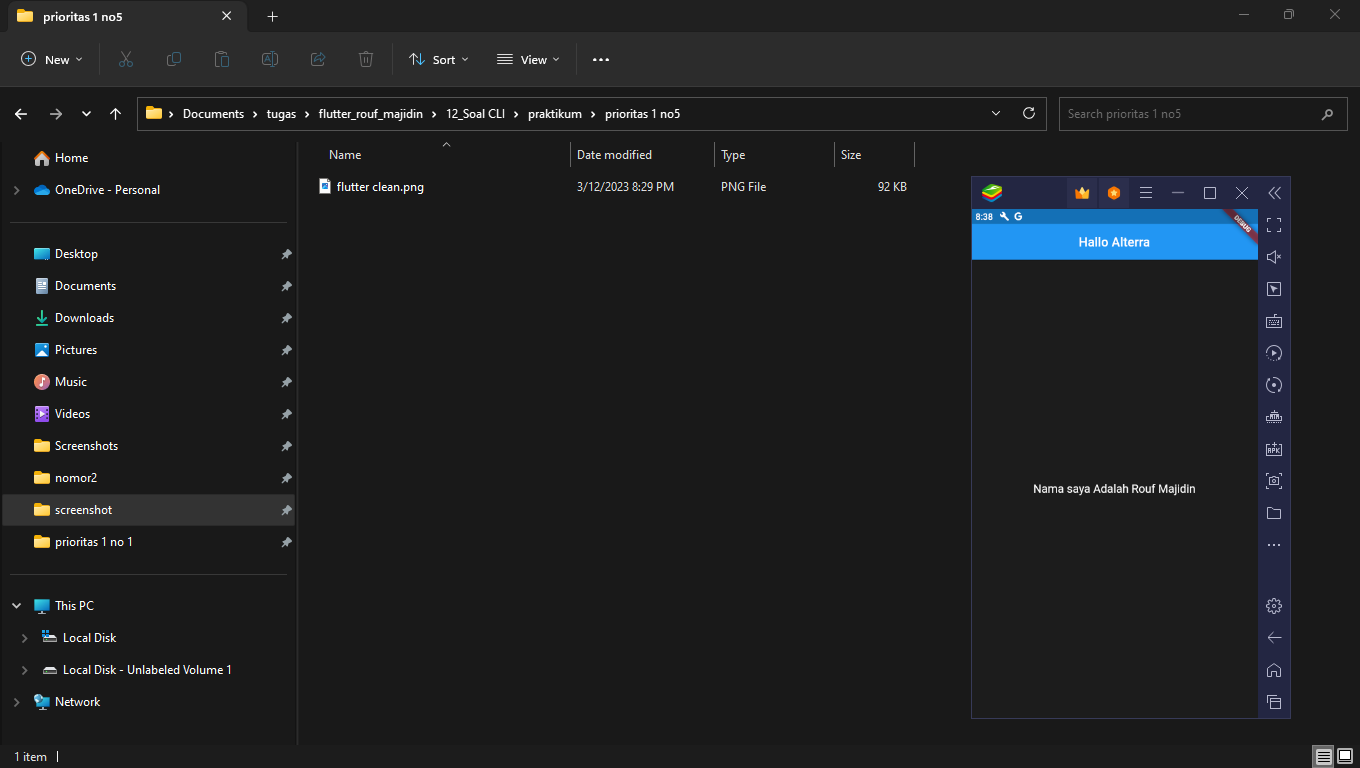 prioritas 1 no5
New
Sort
View
Documents
tugas
flutter_rouf_majidin
12_Soal CLI
praktikum
prioritas 1 no5
Search prioritas 1 no5
Home
OneDrive - Personal
Desktop
Documents
Downloads
Pictures
Music
Videos
Screenshots
nomor2
screenshot
prioritas 1 no 1
This PC
Local Disk
Local Disk - Unlabeled Volume 1
Network
Name
Date modified
Type
Size
flutter clean.png
3/12/2023 8:29 PM
PNG File
92 KB
8:38
G
DEBUG
Hallo Alterra
Nama saya Adalah Rouf Majidin
APK
1 item